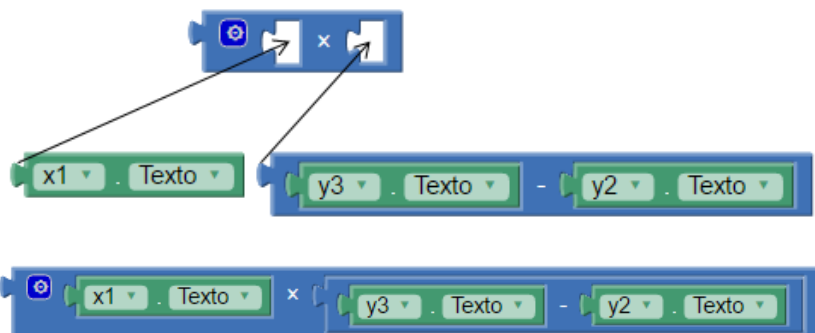 ×
x1 . Texto y3 . Texto - y2 . Texto
x1 . Texto × y3 . Texto - y2 . Texto